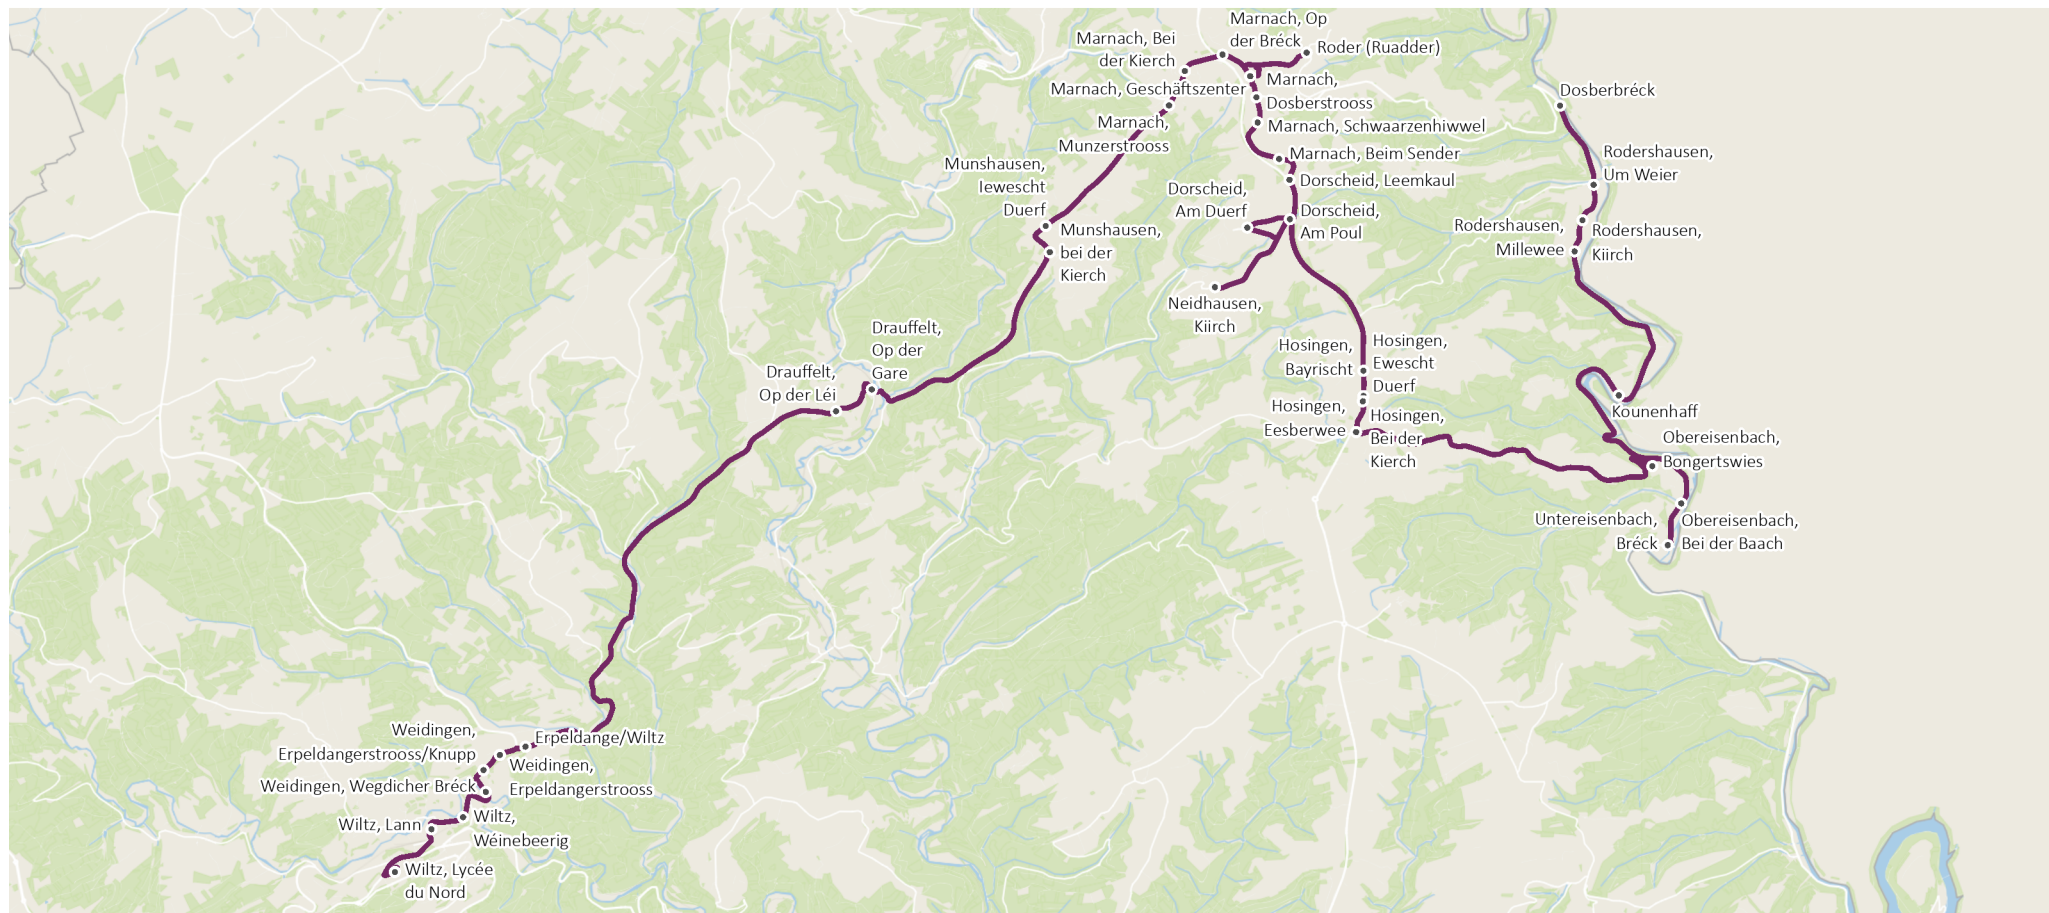 Marnach, Op
der Bréck
Marnach, Bei
der Kierch
Roder (Ruadder)
Marnach, Geschäftszenter
Marnach,
Dosberstrooss
Dosberbréck
Marnach,
Munzerstrooss
Marnach, Schwaarzenhiwwel
Marnach, Beim Sender
Rodershausen,
Um Weier
Munshausen,
Iewescht
Duerf
Dorscheid, Leemkaul
Dorscheid,
Am Duerf
Dorscheid,
Am Poul
Rodershausen,
Millewee
Rodershausen,
Kiirch
Munshausen,
bei der
Kierch
Neidhausen,
Kiirch
Drauffelt,
Op der
Gare
Drauffelt,
Op der Léi
Hosingen,
Bayrischt
Hosingen,
Ewescht
Duerf
Hosingen,
Eesberwee
Hosingen,
Bei der
Kierch
Kounenhaff
Obereisenbach,
Bongertswies
Untereisenbach,
Bréck
Obereisenbach,
Bei der Baach
Weidingen,
Erpeldangerstrooss/Knupp
Erpeldange/Wiltz
Weidingen,
Erpeldangerstrooss
Weidingen, Wegdicher Bréck
Wiltz, Lann
Wiltz,
Wéinebeerig
Wiltz, Lycée
du Nord